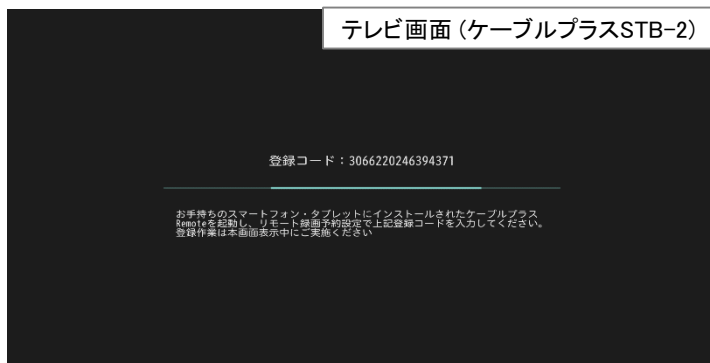 テレビ画面 (ケーブルプラスSTB-2)
登録コード：3066220246394371
お手持ちのスマートフォン・タブレットにインストールされたケーブルプラス
Remoteを起動し、リモート録画予約設定で上記登録コードを入力してください。
登録作業は本画面表示中にご実施ください